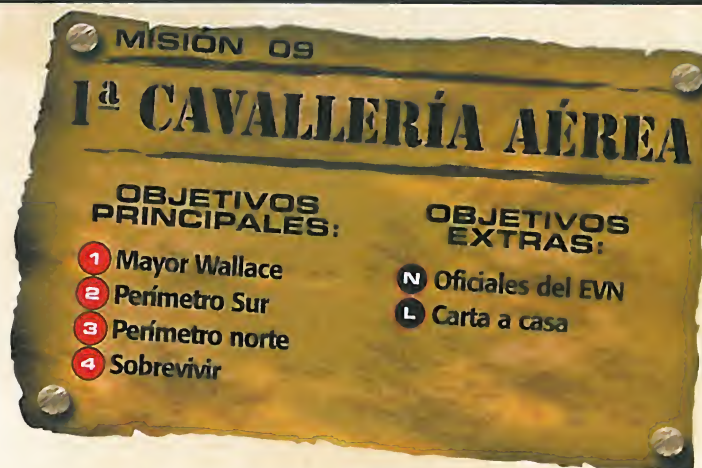 MISIÓN 09
1ª CAVALLERÍA AÉREA
OBJETIVOS
PRINCIPALES:
1 Mayor Wallace
2 Perímetro Sur
3 Perímetro norte
4 Sobrevivir
OBJETIVOS
EXTRAS:
N Oficiales del EVN
L Carta a casa